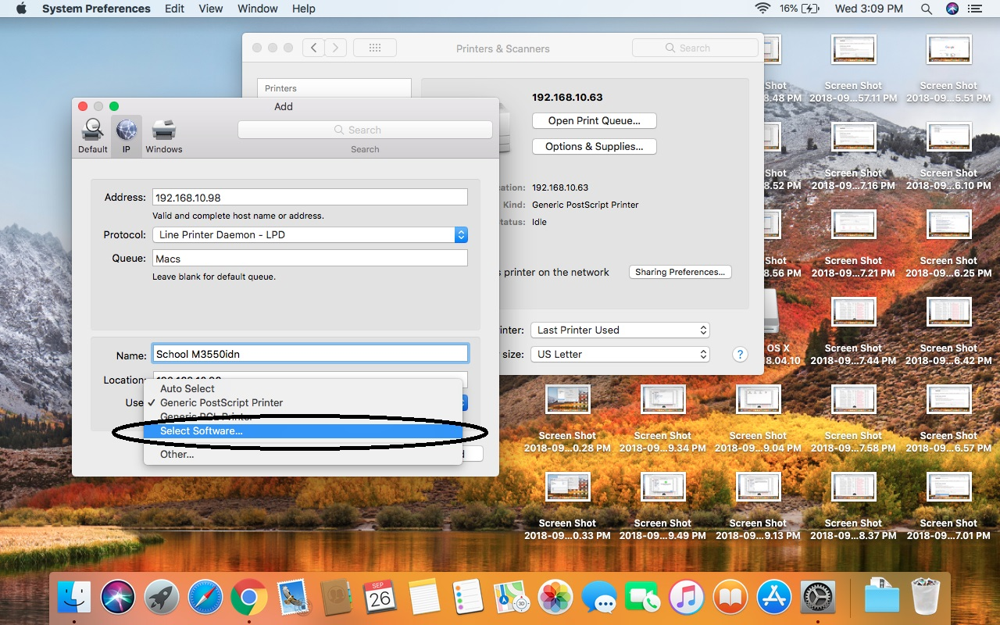 System Preferences Edit View Window Help 16% Wed 3:09 PM
Printers & Scanners
Search
Printers
192.168.10.63
Open Print Queue...
Options & Supplies...
192.168.10.63
Kind: Generic PostScript Printer
Idle
printer on the network
Sharing Preferences...
Last Printer Used
size: US Letter
?
Add
Default IP Windows
Search
Search
Address: 192.168.10.98
Valid and complete host name or address.
Protocol: Line Printer Daemon - LPD
Queue: Macs
Leave blank for default queue.
Name: School M3550idn
Location:
Use
Auto Select
✓ Generic PostScript Printer
Generic PCL Printer
Select Software...
Other...
Shot
8.48 PM
Screen Shot
2018-09...57.11 PM
Screen Shot
2018-09...5.51 PM
Shot
8.52 PM
Screen Shot
2018-09...7.16 PM
Screen Shot
2018-09...6.10 PM
Shot
8.56 PM
Screen Shot
2018-09...7.21 PM
Screen Shot
2018-09...6.25 PM
OS X
8.04.10
Screen Shot
2018-09...7.44 PM
Screen Shot
2018-09...6.42 PM
Screen Shot
2018-09...0.28 PM
Screen Shot
2018-09...9.34 PM
Screen Shot
2018-09...9.04 PM
Screen Shot
2018-09...7.58 PM
Screen Shot
2018-09...6.57 PM
Screen Shot
2018-09...0.33 PM
Screen Shot
2018-09...9.49 PM
Screen Shot
2018-09...9.13 PM
Screen Shot
2018-09...8.37 PM
Screen Shot
2018-09...7.01 PM
SEP
26
3D